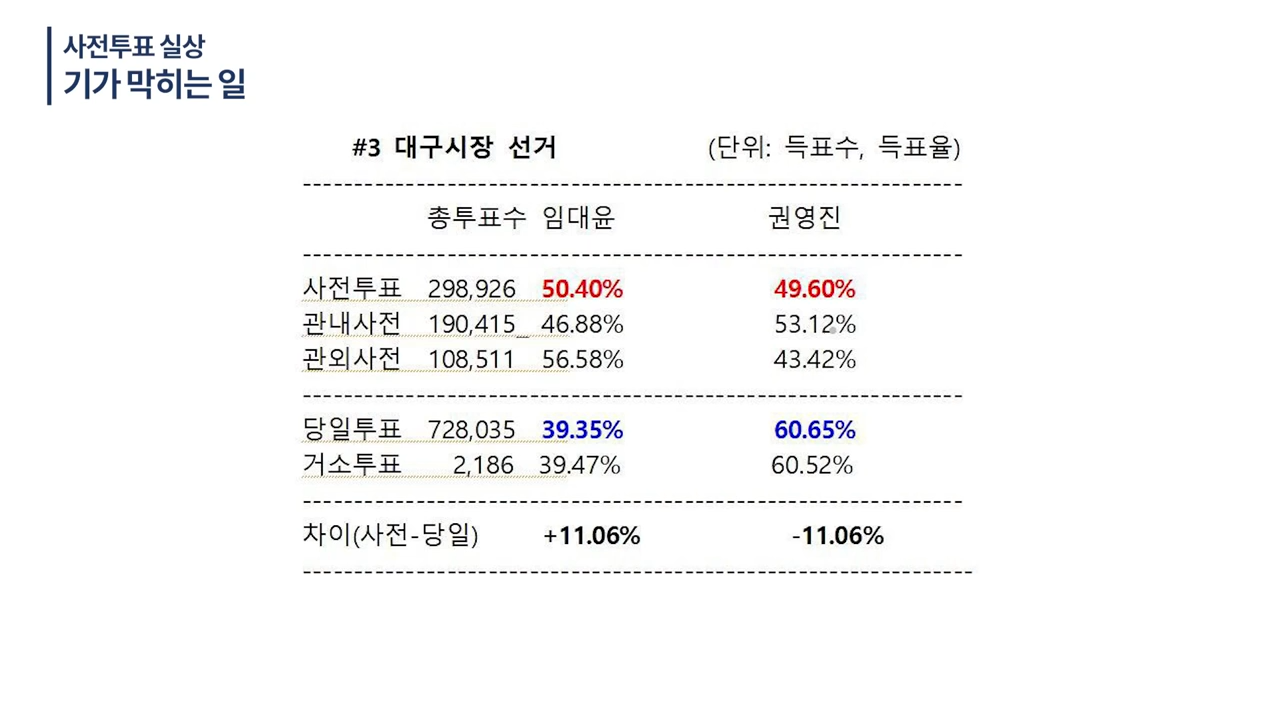 사전투표 실상
기가 막히는 일
#3 대구시장 선거 (단위: 득표수, 득표율)
-----------------------------------------------------------------
총투표수 임대윤 권영진
-----------------------------------------------------------------
사전투표 298,926 50.40% 49.60%
관내사전 190,415 46.88% 53.12%
관외사전 108,511 56.58% 43.42%
-----------------------------------------------------------------
당일투표 728,035 39.35% 60.65%
거소투표 2,186 39.47% 60.52%
-----------------------------------------------------------------
차이(사전-당일) +11.06% -11.06%
------------------------------------------------------------------